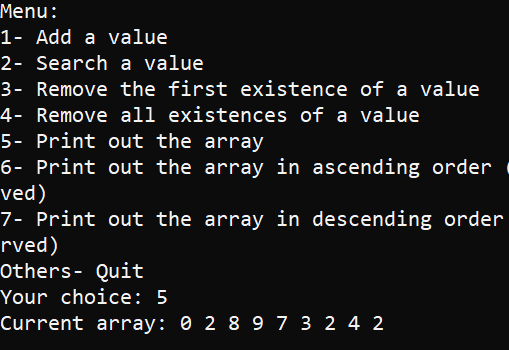 Menu:
1- Add a value
2- Search a value
3- Remove the first existence of a value
4- Remove all existences of a value
5- Print out the array
6- Print out the array in ascending order (
ved)
7- Print out the array in descending order
rved)
Others- Quit
Your choice: 5
Current array: 0 2 8 9 7 3 2 4 2